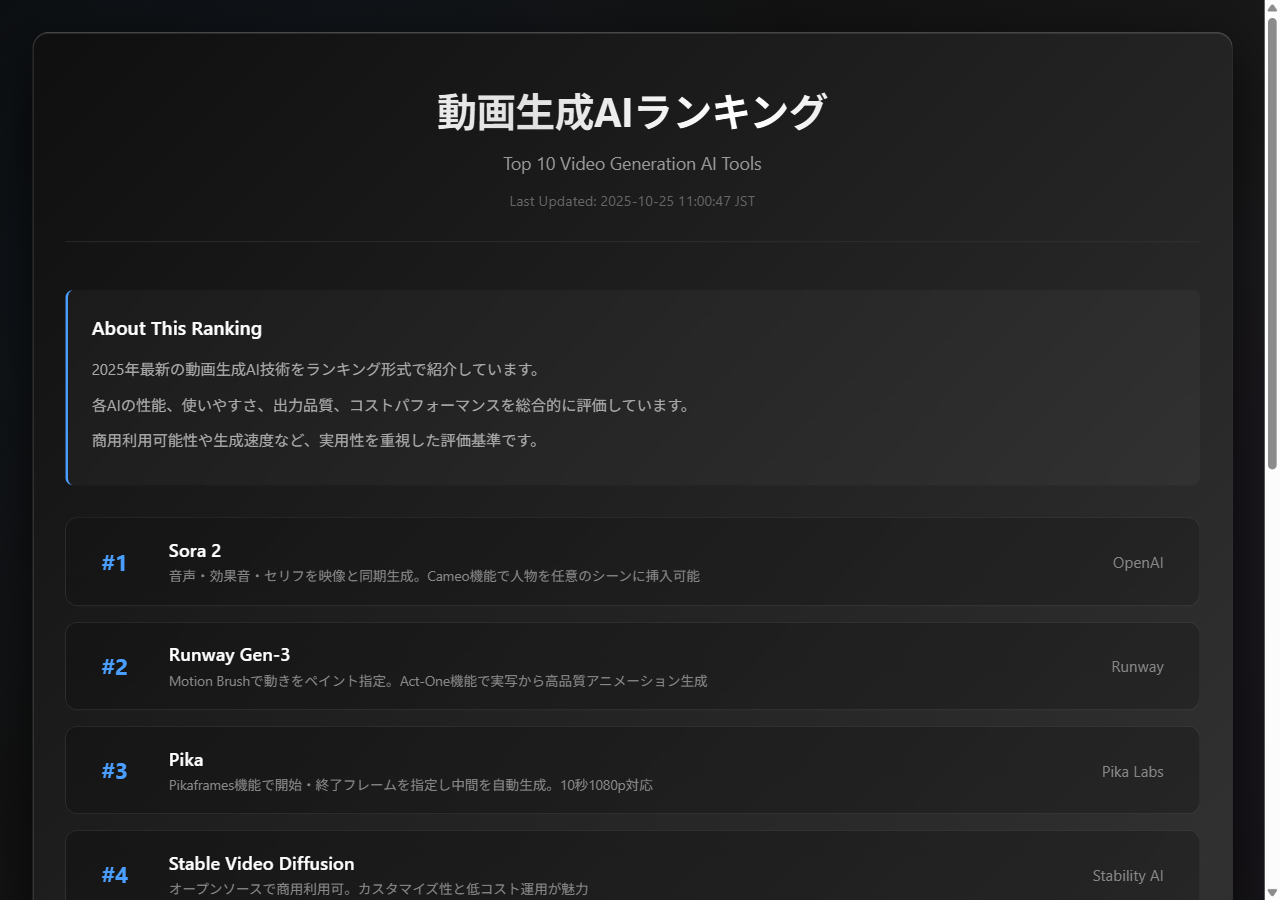 動画生成AIランキング
Top 10 Video Generation AI Tools
Last Updated: 2025-10-25 11:00:47 JST
About This Ranking
2025年最新の動画生成AI技術をランキング形式で紹介しています。
各AIの性能、使いやすさ、出力品質、コストパフォーマンスを総合的に評価しています。
商用利用可能性や生成速度など、実用性を重視した評価基準です。
#1
Sora 2
音声・効果音・セリフを映像と同期生成。Cameo機能で人物を任意のシーンに挿入可能
OpenAI
#2
Runway Gen-3
Motion Brushで動きをペイント指定。Act-One機能で実写から高品質アニメーション生成
Runway
#3
Pika
Pikaframes機能で開始・終了フレームを指定し中間を自動生成。10秒1080p対応
Pika Labs
#4
Stable Video Diffusion
オープンソースで商用利用可。カスタマイズ性と低コスト運用が魅力
Stability AI